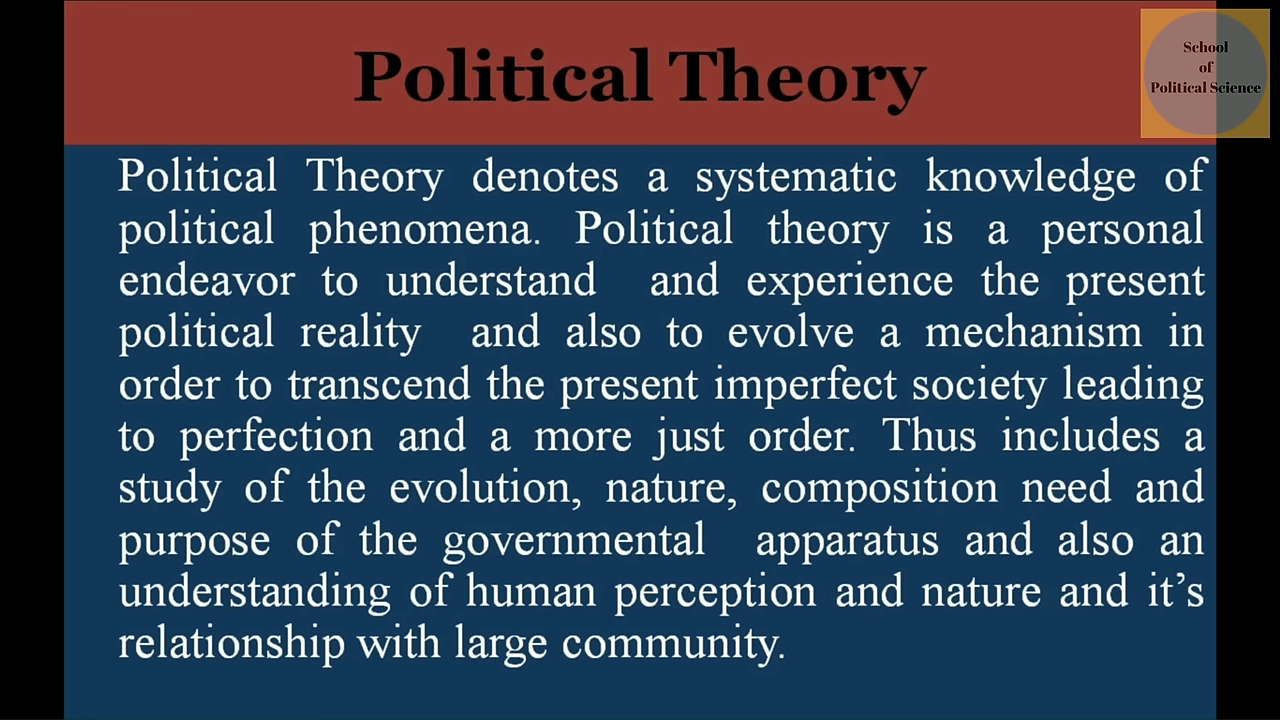 Political Theory
School
of
Political Science
Political Theory denotes a systematic knowledge of
political phenomena. Political theory is a personal
endeavor to understand and experience the present
political reality and also to evolve a mechanism in
order to transcend the present imperfect society leading
to perfection and a more just order. Thus includes a
study of the evolution, nature, composition need and
purpose of the governmental apparatus and also an
understanding of human perception and nature and it’s
relationship with large community.